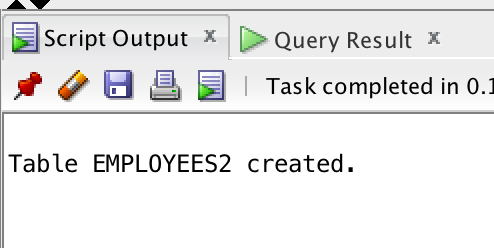 Script Output x Query Result x
Task completed in 0.1
Table EMPLOYEES2 created.